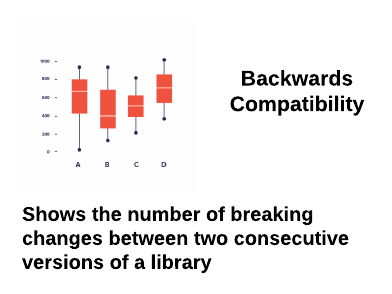 1000
800
600
400
200
0
A B C D
Backwards
Compatibility
Shows the number of breaking
changes between two consecutive
versions of a library